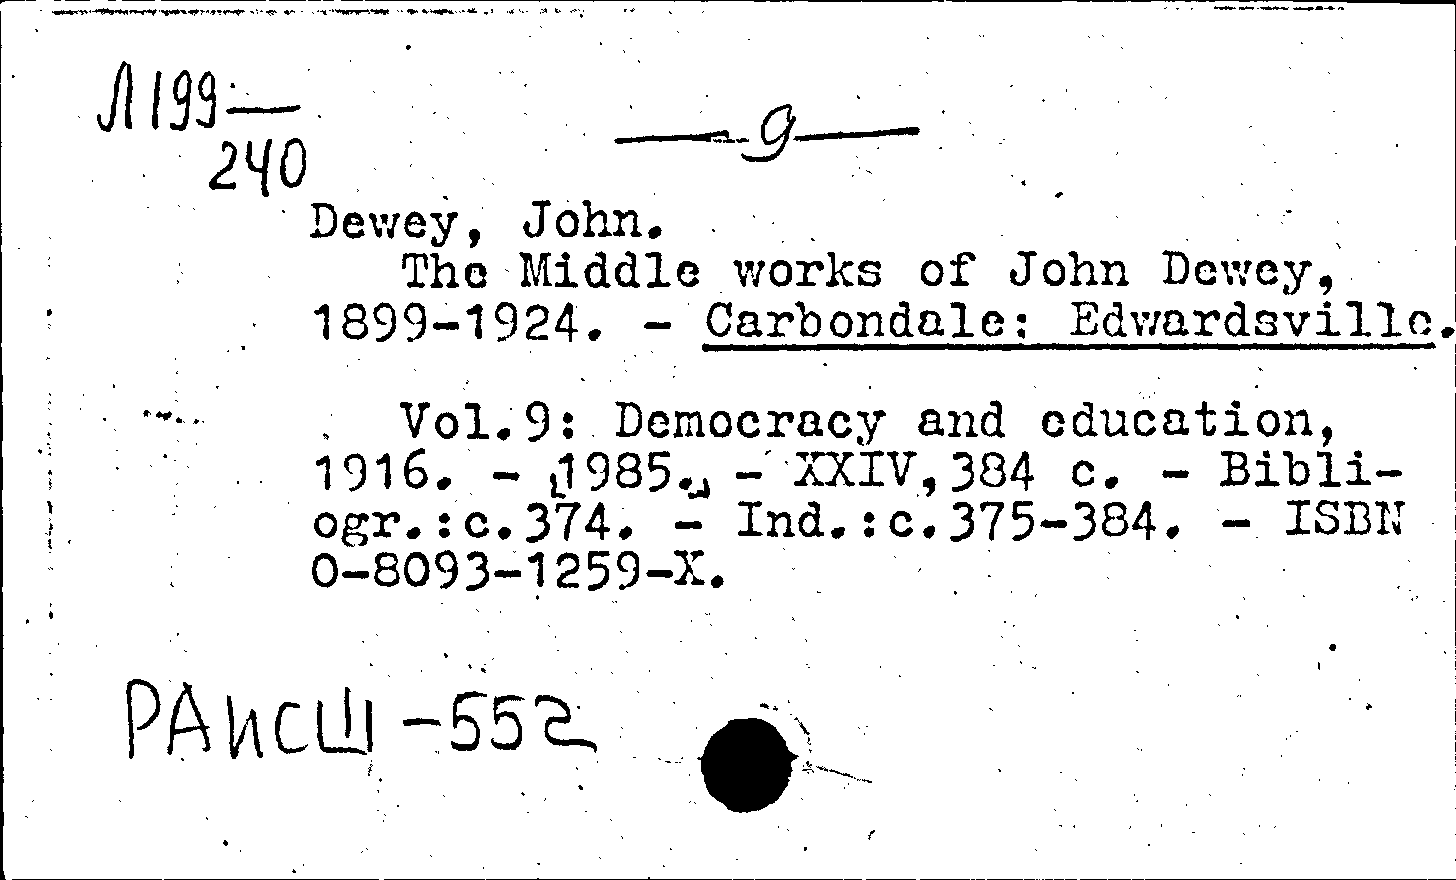 Л199—
240
— 9 —
Dewey, John.
The Middle works of John Dewey,
1899-1924. - Carbondale: Edwardsville.
Vol.9: Democracy and education,
1916. - [1985.] - XXIV,384 c. - Bibli-
ogr.:c.374. - Ind.:c.375-384. - ISBN
0-8093-1259-X.
РАИСШ-552